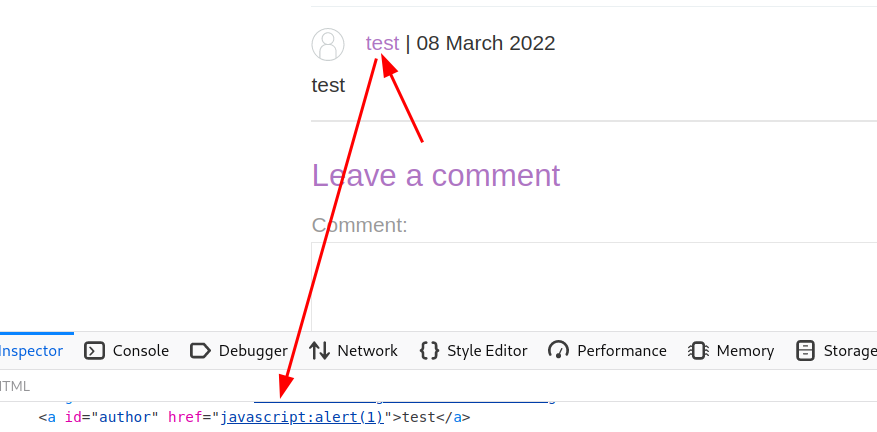 test | 08 March 2022
test
Leave a comment
Comment:
Inspector Console Debugger Network Style Editor Performance Memory Storage
HTML
<a id="author" href="javascript:alert(1)">test</a>